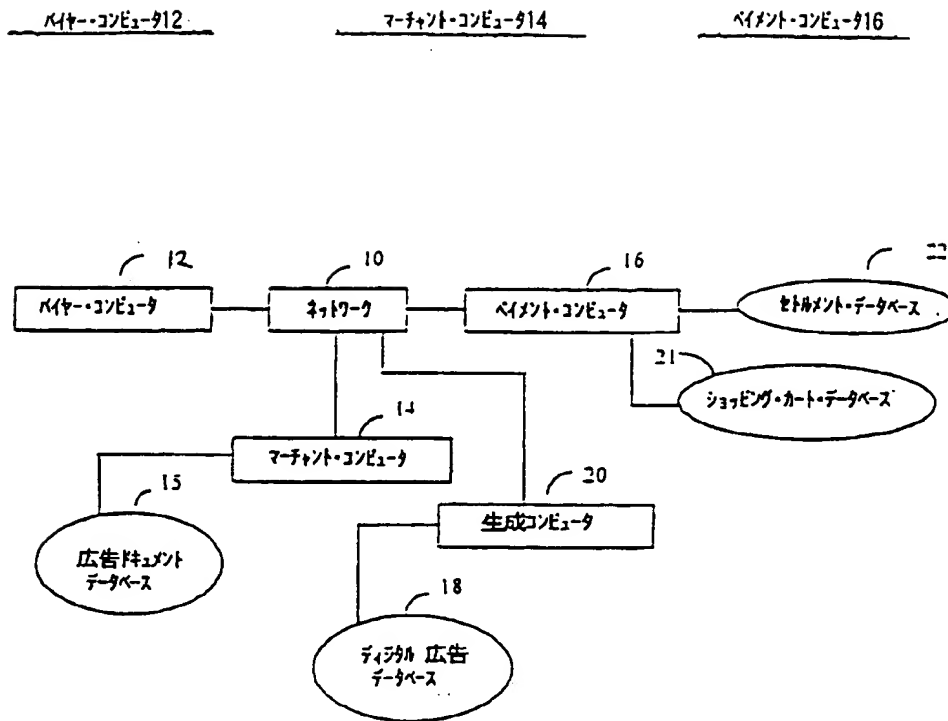 バイヤー・コンピュータ12 マーチャント・コンピュータ14 ペイメント・コンピュータ16
12 10 16
バイヤー・コンピュータ ネットワーク ペイメント・コンピュータ セトルメント・データベース
21
ショッピング・カート・データベース
14
マーチャント・コンピュータ
15
広告ドキュメント
データベース
20
生成コンピュータ
18
ディジタル 広告
データベース